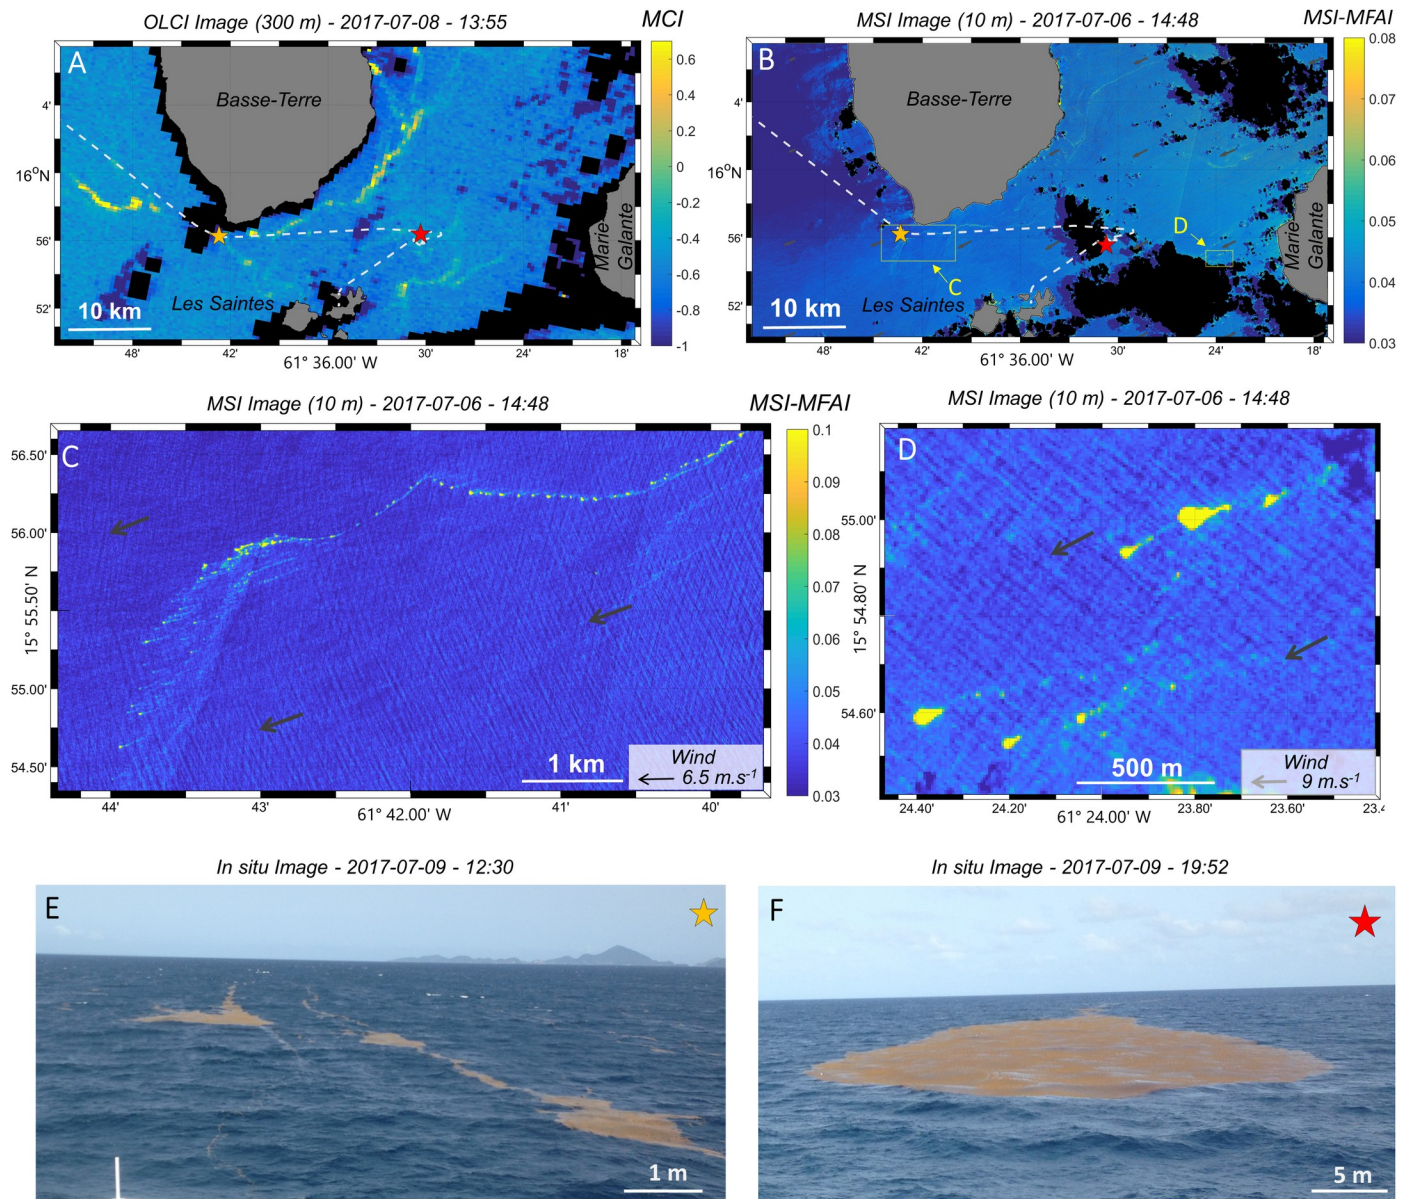 OLCI Image (300 m) - 2017-07-08 - 13:55
MCI
A
Basse-Terre
Marie
Galante
Les Saintes
10 km
4'
16°N
56'
52'
48'
42'
61° 36.00' W
30'
24'
18'
0.6
0.4
0.2
0
-0.2
-0.4
-0.6
-0.8
-1
MSI Image (10 m) - 2017-07-06 - 14:48
MSI-MFAI
B
Basse-Terre
D
C
Marie
Galante
Les Saintes
10 km
4'
16°N
56'
52'
48'
42'
61° 36.00' W
30'
24'
18'
0.08
0.07
0.06
0.05
0.04
0.03
MSI Image (10 m) - 2017-07-06 - 14:48
MSI-MFAI
C
56.50'
56.00'
15° 55.50' N
55.00'
54.50'
1 km
Wind
6.5 m.s-1
44'
43'
61° 42.00' W
41'
40'
0.1
0.09
0.08
0.07
0.06
0.05
0.04
0.03
MSI Image (10 m) - 2017-07-06 - 14:48
D
55.00'
15° 54.80' N
54.60'
500 m
Wind
9 m.s-1
24.40'
24.20'
61° 24.00' W
23.80'
23.60'
23.4
In situ Image - 2017-07-09 - 12:30
E
1 m
In situ Image - 2017-07-09 - 19:52
F
5 m